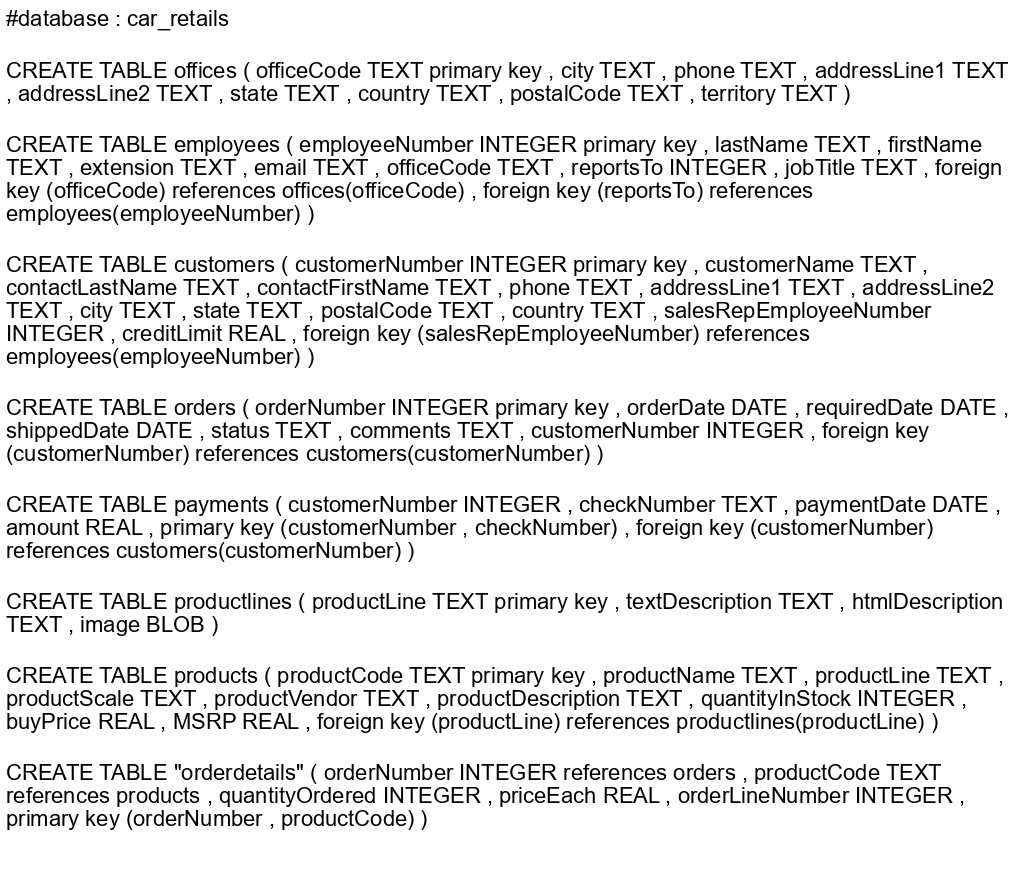 #database : car_retails
CREATE TABLE offices ( officeCode TEXT primary key , city TEXT , phone TEXT , addressLine1 TEXT
, addressLine2 TEXT , state TEXT , country TEXT , postalCode TEXT , territory TEXT )
CREATE TABLE employees ( employeeNumber INTEGER primary key , lastName TEXT , firstName
TEXT , extension TEXT , email TEXT , officeCode TEXT , reportsTo INTEGER , jobTitle TEXT , foreign
key (officeCode) references offices(officeCode) , foreign key (reportsTo) references
employees(employeeNumber) )
CREATE TABLE customers ( customerNumber INTEGER primary key , customerName TEXT ,
contactLastName TEXT , contactFirstName TEXT , phone TEXT , addressLine1 TEXT , addressLine2
TEXT , city TEXT , state TEXT , postalCode TEXT , country TEXT , salesRepEmployeeNumber
INTEGER , creditLimit REAL , foreign key (salesRepEmployeeNumber) references
employees(employeeNumber) )
CREATE TABLE orders ( orderNumber INTEGER primary key , orderDate DATE , requiredDate DATE ,
shippedDate DATE , status TEXT , comments TEXT , customerNumber INTEGER , foreign key
(customerNumber) references customers(customerNumber) )
CREATE TABLE payments ( customerNumber INTEGER , checkNumber TEXT , paymentDate DATE ,
amount REAL , primary key (customerNumber , checkNumber) , foreign key (customerNumber)
references customers(customerNumber) )
CREATE TABLE productlines ( productLine TEXT primary key , textDescription TEXT , htmlDescription
TEXT , image BLOB )
CREATE TABLE products ( productCode TEXT primary key , productName TEXT , productLine TEXT ,
productScale TEXT , productVendor TEXT , productDescription TEXT , quantityInStock INTEGER ,
buyPrice REAL , MSRP REAL , foreign key (productLine) references productlines(productLine) )
CREATE TABLE "orderdetails" ( orderNumber INTEGER references orders , productCode TEXT
references products , quantityOrdered INTEGER , priceEach REAL , orderLineNumber INTEGER ,
primary key (orderNumber , productCode) )